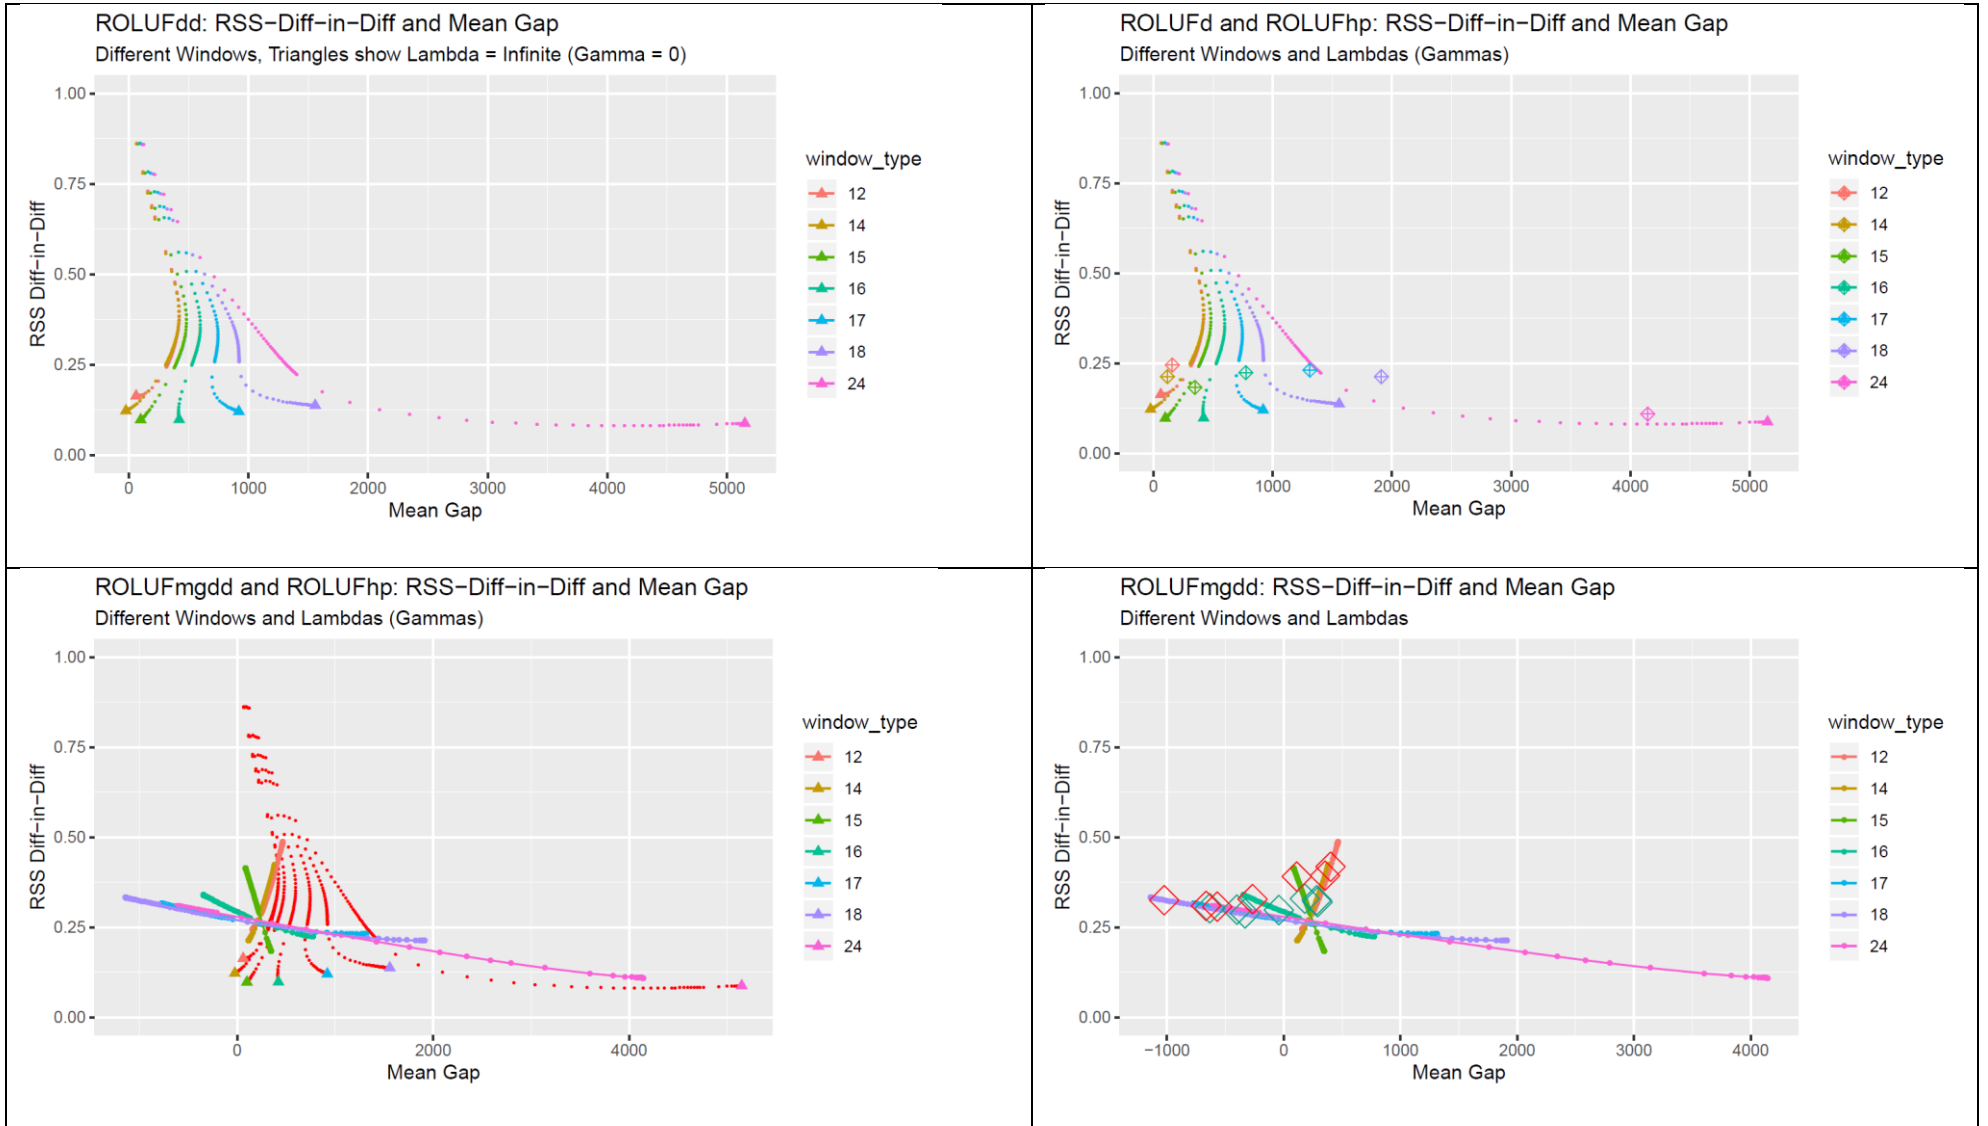 ROLUFdd: RSS−Diff−in−Diff and Mean Gap
Different Windows, Triangles show Lambda = Infinite (Gamma = 0)
RSS Diff−in−Diff
1.00
0.75
0.50
0.25
0.00
0 1000 2000 3000 4000 5000
Mean Gap
window_type
12
14
15
16
17
18
24
ROLUFd and ROLUFhp: RSS−Diff−in−Diff and Mean Gap
Different Windows and Lambdas (Gammas)
RSS Diff−in−Diff
1.00
0.75
0.50
0.25
0.00
0 1000 2000 3000 4000 5000
Mean Gap
window_type
12
14
15
16
17
18
24
ROLUFmgdd and ROLUFhp: RSS−Diff−in−Diff and Mean Gap
Different Windows and Lambdas (Gammas)
RSS Diff−in−Diff
1.00
0.75
0.50
0.25
0.00
0 2000 4000
Mean Gap
window_type
12
14
15
16
17
18
24
ROLUFmgdd: RSS−Diff−in−Diff and Mean Gap
Different Windows and Lambdas
RSS Diff−in−Diff
1.00
0.75
0.50
0.25
0.00
−1000 0 1000 2000 3000 4000
Mean Gap
window_type
12
14
15
16
17
18
24